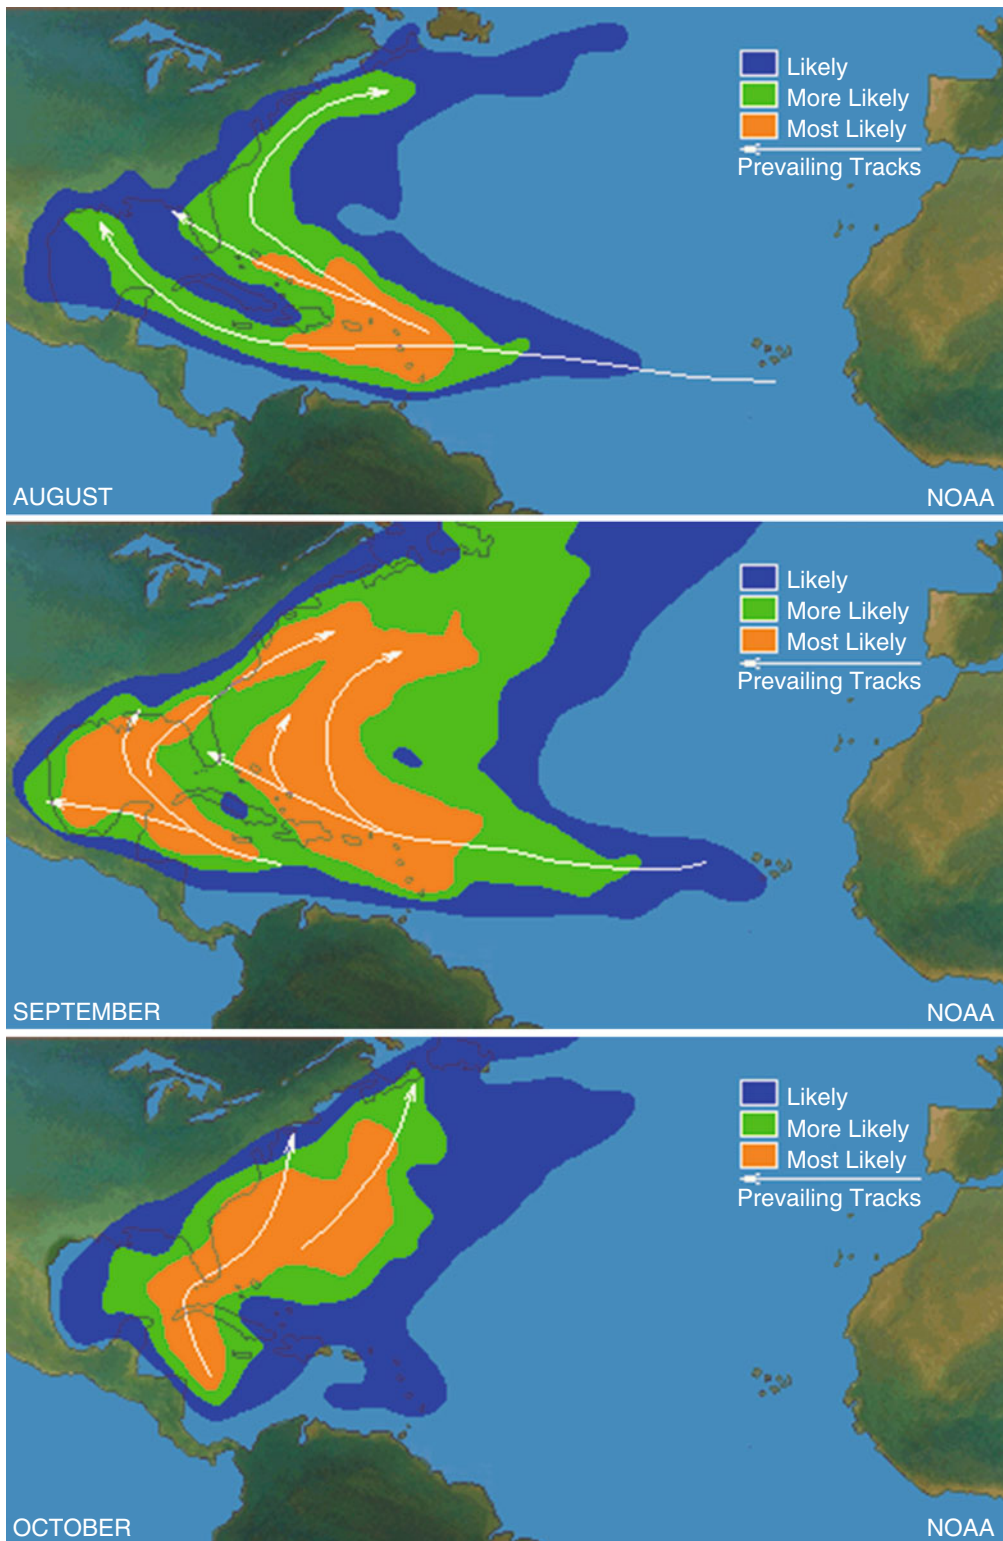 Likely
More Likely
Most Likely
Prevailing Tracks
AUGUST
NOAA
Likely
More Likely
Most Likely
Prevailing Tracks
SEPTEMBER
NOAA
Likely
More Likely
Most Likely
Prevailing Tracks
OCTOBER
NOAA